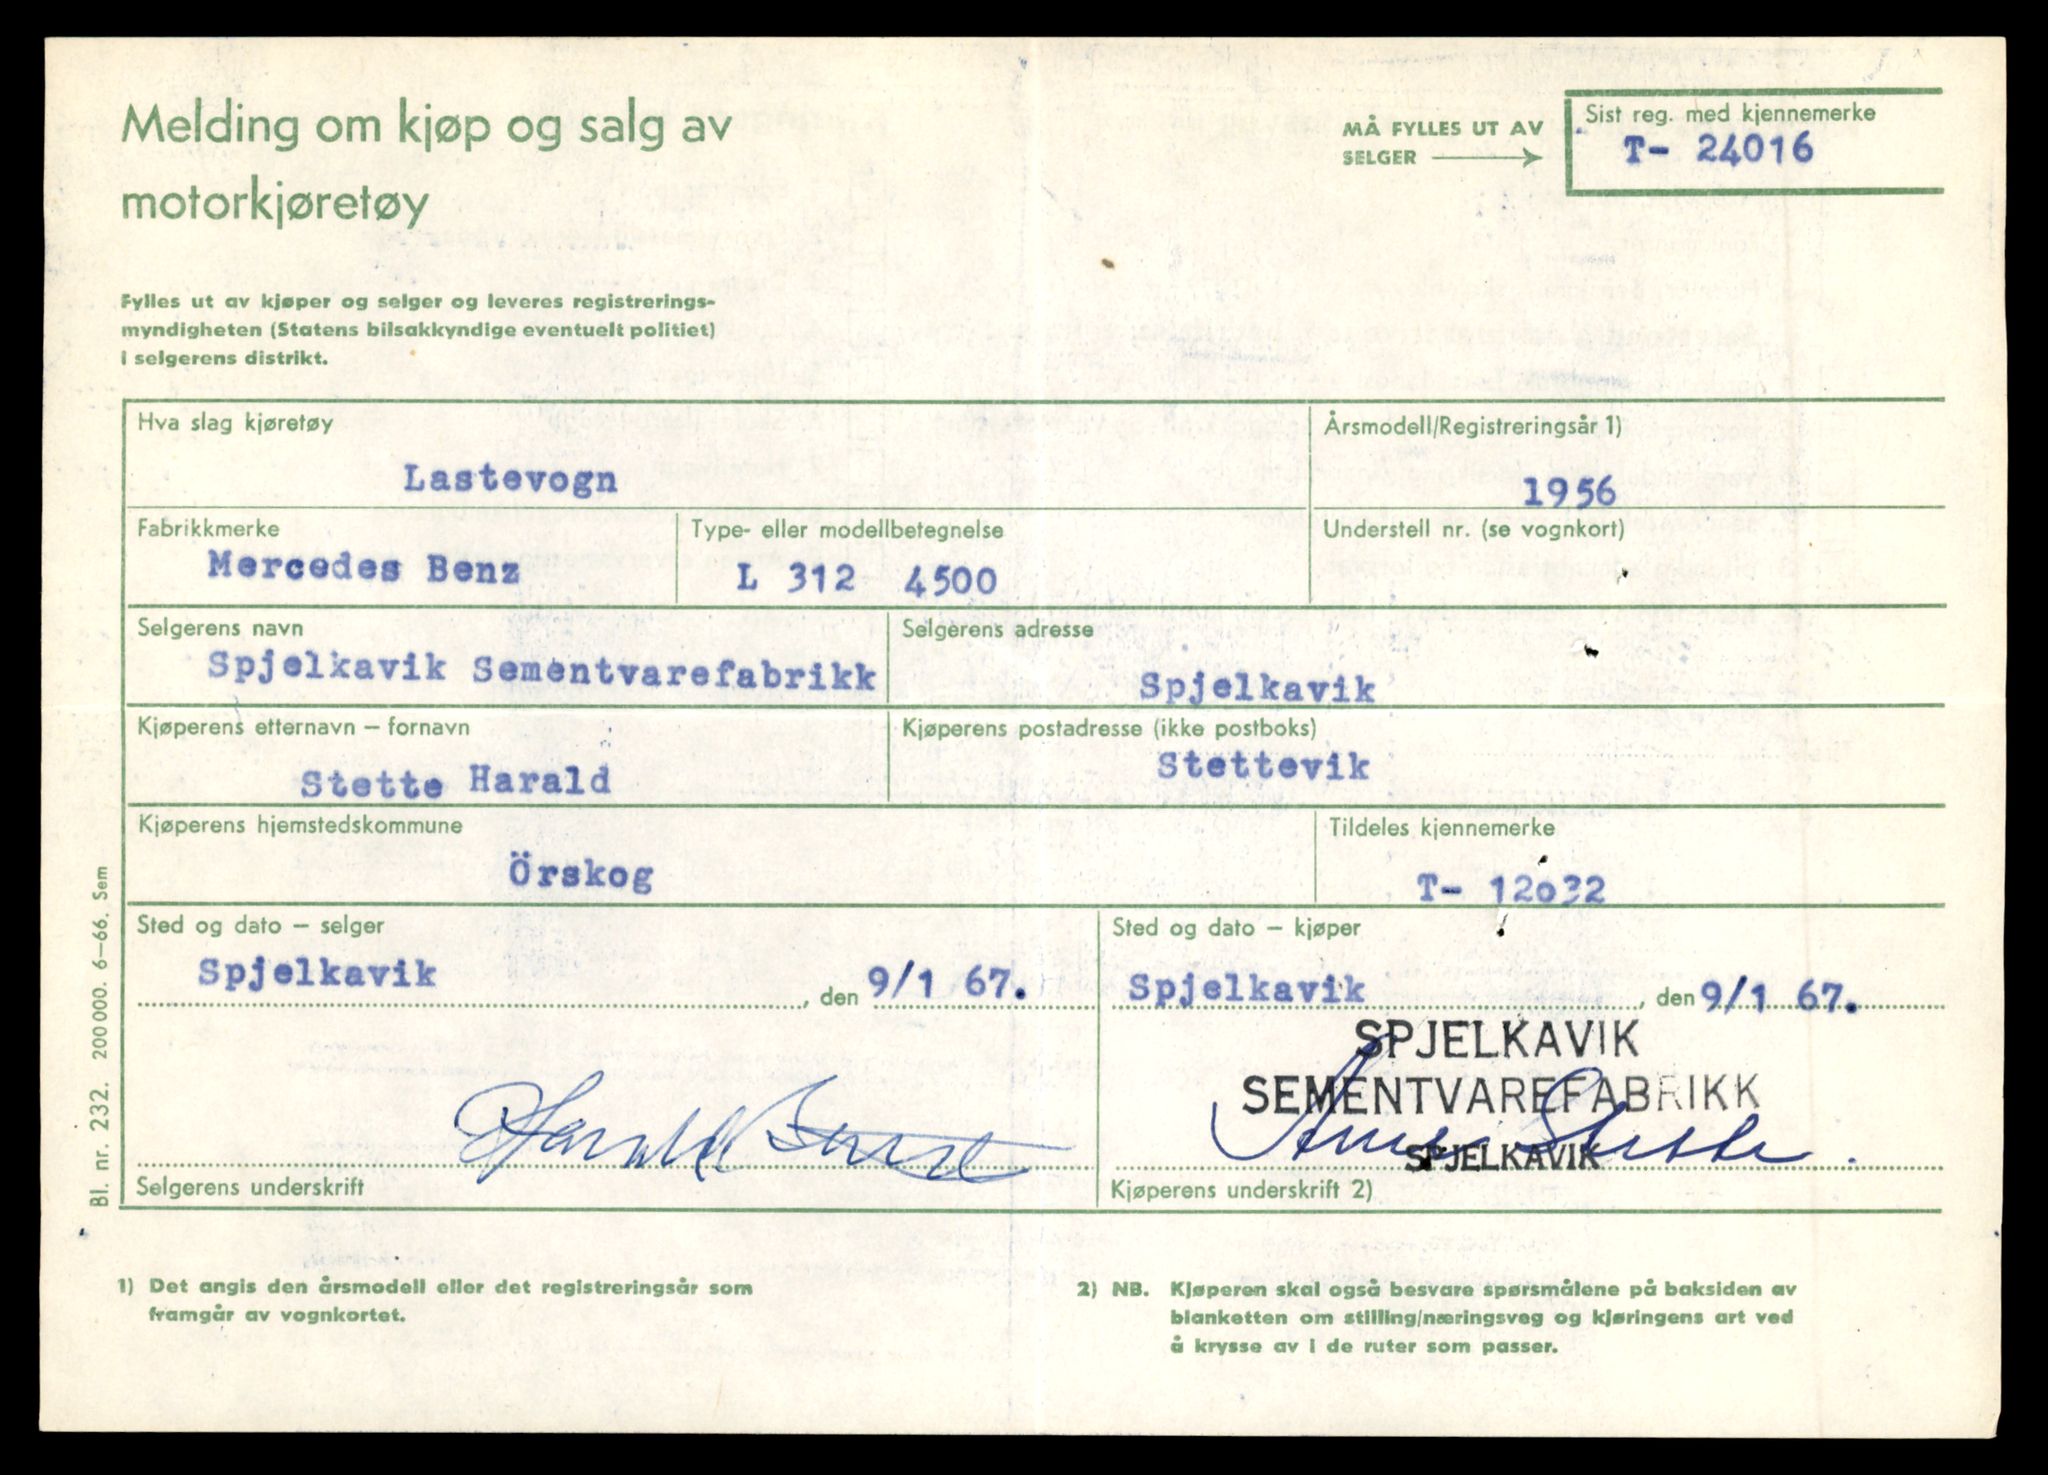 Melding om kjøp og salg av
motorkjøretøy
MÅ FYLLES UT AV
SELGER
Sist reg. med kjennemerke
T- 24016
Fylles ut av kjøper og selger og leveres registrerings-
myndigheten (Statens bilsakkyndige eventuelt politiet)
i selgerens distrikt.
Hva slag kjøretøy
Lastevogn
Årsmodell/Registreringsår 1)
1956
Fabrikkmerke
Mercedes Benz
Type- eller modellbetegnelse
L 312 4500
Understell nr. (se vognkort)
Selgerens navn
Spjelkavik Sementvarefabrikk
Selgerens adresse
Spjelkavik
Kjøperens etternavn – fornavn
Stette Harald
Kjøperens postadresse (ikke postboks)
Stettevik
Kjøperens hjemstedskommune
Örskog
Tildeles kjennemerke
T- 12032
Sted og dato – selger
Spjelkavik, den 9/1 67.
Sted og dato – kjøper
Spjelkavik, den 9/1 67.
SPJELKAVIK
SEMENTVAREFABRIKK
SPJELKAVIK
Harald
Selgerens underskrift
Kjøperens underskrift 2)
Bl. nr. 232. 200 000. 6–66. Sem
1) Det angis den årsmodell eller det registreringsår som
framgår av vognkortet.
2) NB. Kjøperen skal også besvare spørsmålene på baksiden av
blanketten om stilling/næringsveg og kjøringens art ved
å krysse av i de ruter som passer.